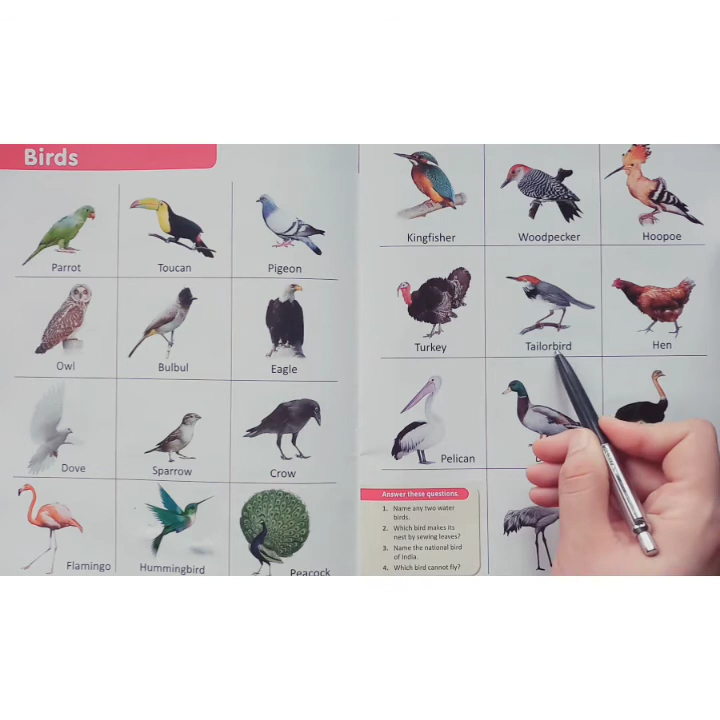 Birds
Parrot
Toucan
Pigeon
Owl
Bulbul
Eagle
Dove
Sparrow
Crow
Flamingo
Hummingbird
Peacock
Kingfisher
Woodpecker
Hoopoe
Turkey
Tailorbird
Hen
Pelican
Answer these questions.
1. Name any two water
birds.
2. Which bird makes its
nest by sewing leaves?
3. Name the national bird
of India.
4. Which bird cannot fly?